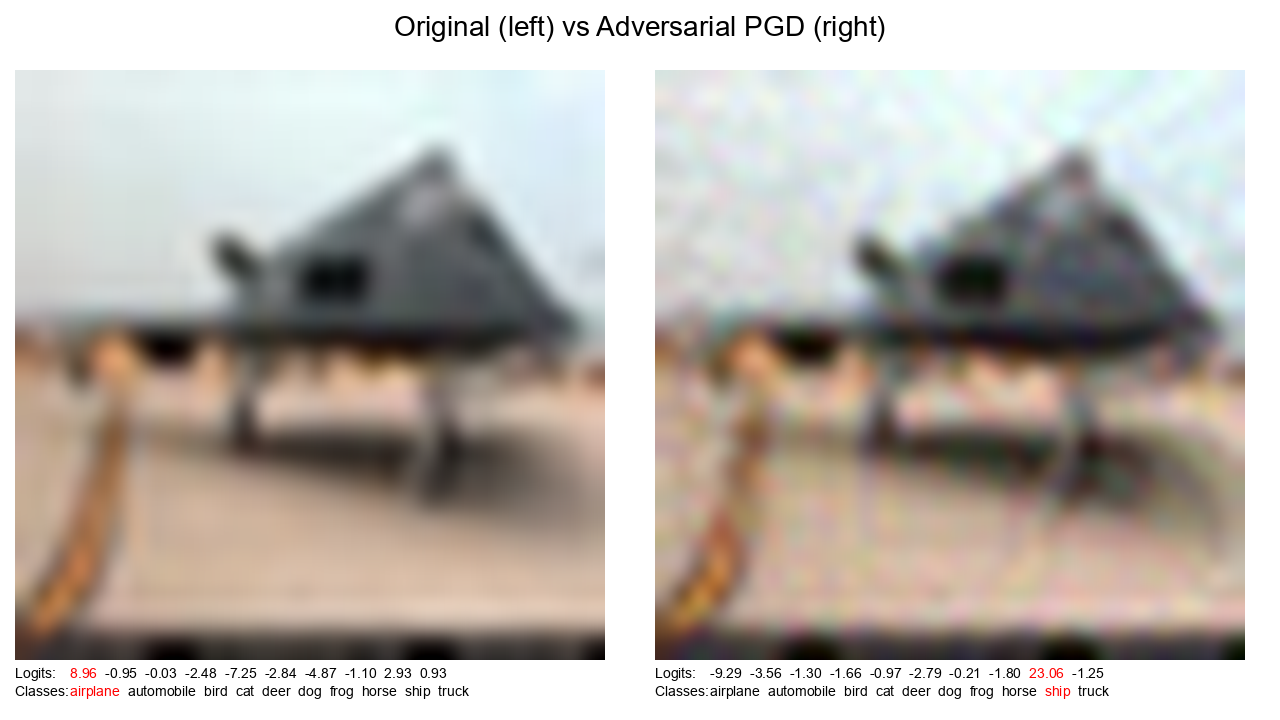 Original (left) vs Adversarial PGD (right)
Logits: 8.96 -0.95 -0.03 -2.48 -7.25 -2.84 -4.87 -1.10 2.93 0.93
Classes: airplane automobile bird cat deer dog frog horse ship truck
Logits: -9.29 -3.56 -1.30 -1.66 -0.97 -2.79 -0.21 -1.80 23.06 -1.25
Classes: airplane automobile bird cat deer dog frog horse ship truck